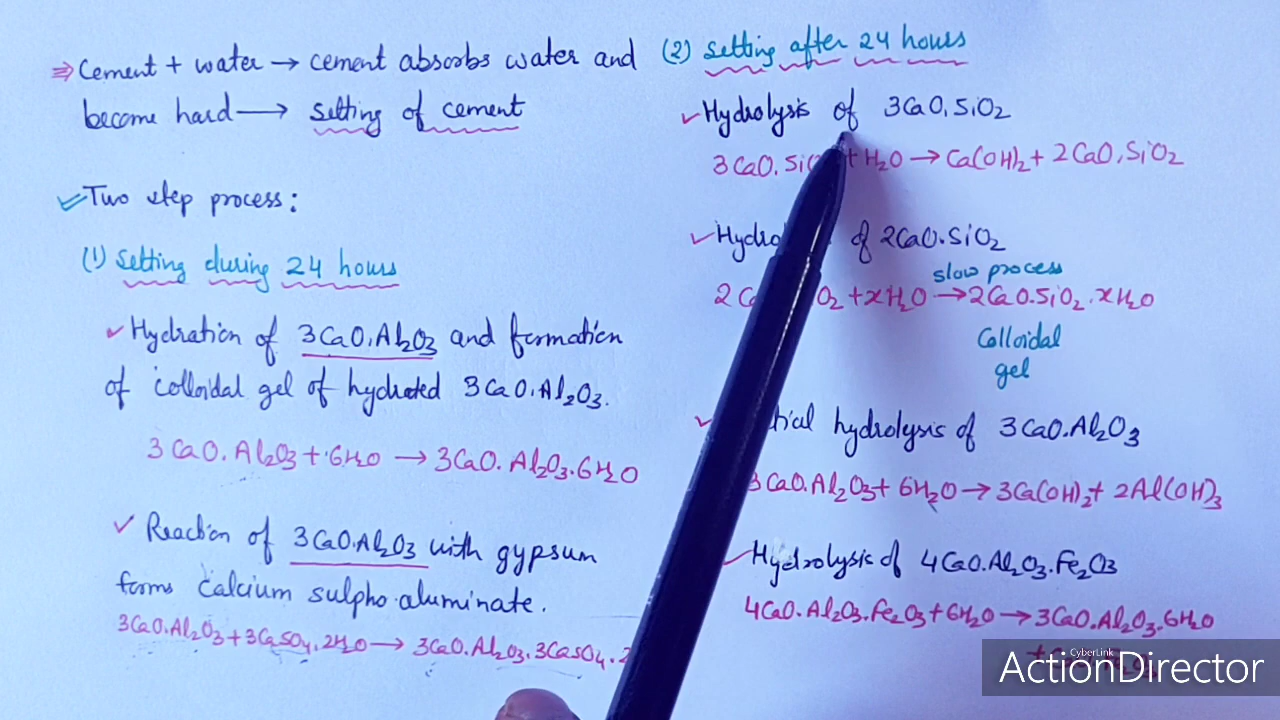 ⇒ Cement + water → cement absorbs water and
become hard → setting of cement
✓ Two step process:
(1) setting during 24 hours
✓ Hydration of 3CaO.Al2O3 and formation
of colloidal gel of hydrated 3CaO.Al2O3.
3CaO.Al2O3 + 6H2O → 3CaO.Al2O3.6H2O
✓ Reaction of 3CaO.Al2O3 with gypsum
forms calcium sulpho.aluminate.
3CaO.Al2O3 + 3CaSO4.2H2O → 3CaO.Al2O3.3CaSO4.2
(2) setting after 24 hours
✓ Hydrolysis of 3CaO.SiO2
3CaO.SiO + H2O → Ca(OH)2 + 2CaO.SiO2
✓ Hydro of 2CaO.SiO2
slow process
2C O2 + xH2O → 2CaO.SiO2.xH2O
Colloidal
gel
✓ tial hydrolysis of 3CaO.Al2O3
3CaO.Al2O3 + 6H2O → 3Ca(OH)2 + 2Al(OH)3
✓ Hydrolysis of 4CaO.Al2O3.Fe2O3
4CaO.Al2O3.Fe2O3 + 6H2O → 3CaO.Al2O3.6H2O
CyberLink
ActionDirector